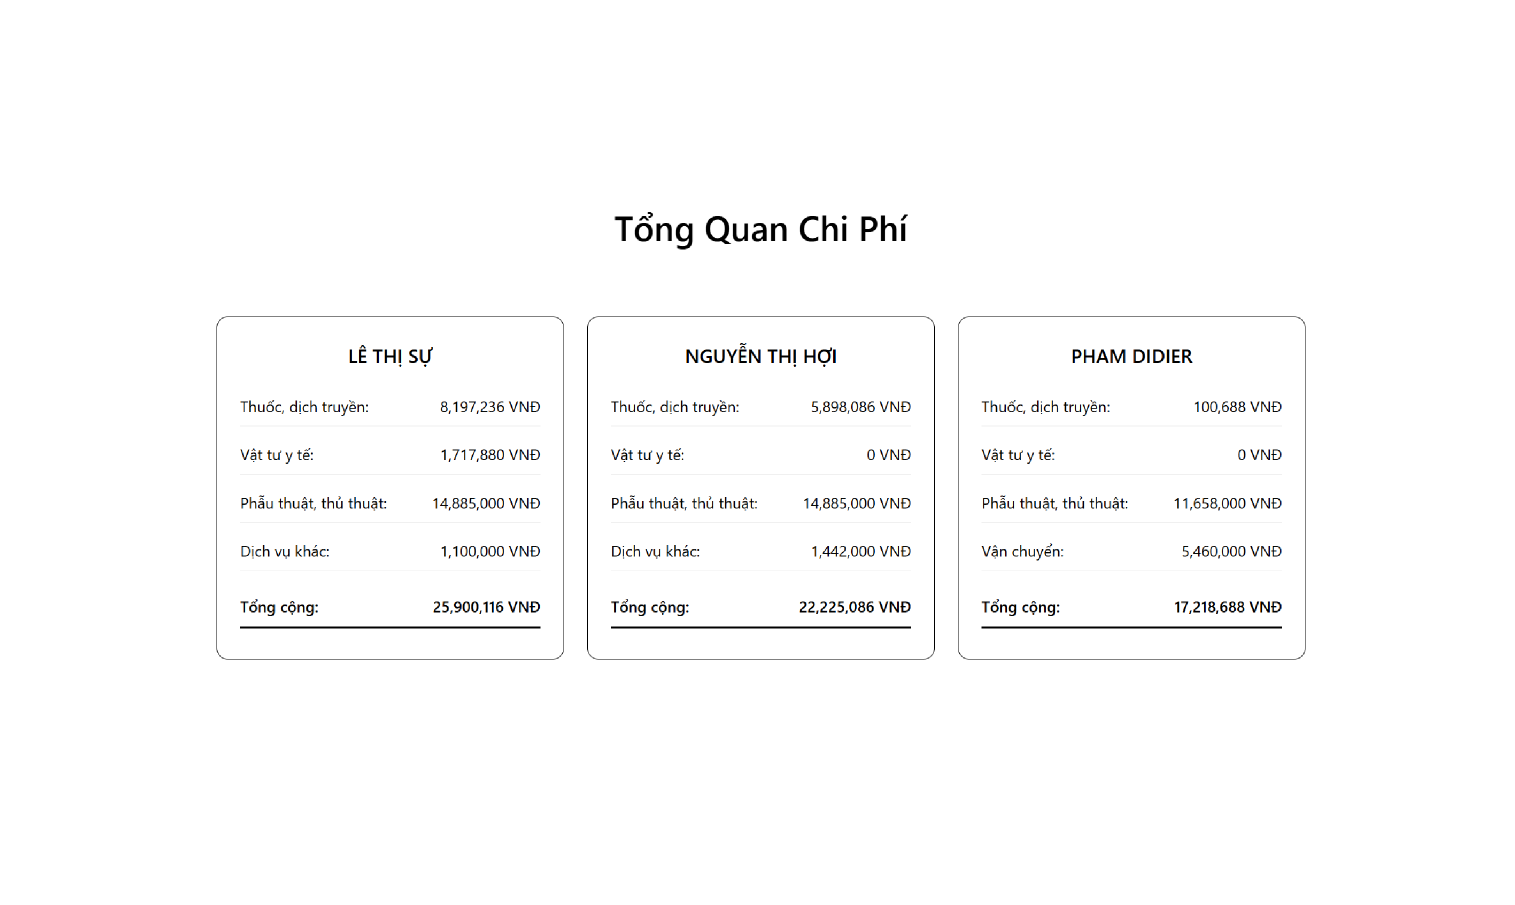 Tổng Quan Chi Phí
LÊ THỊ SỰ
Thuốc, dịch truyền: 8,197,236 VNĐ
Vật tư y tế: 1,717,880 VNĐ
Phẫu thuật, thủ thuật: 14,885,000 VNĐ
Dịch vụ khác: 1,100,000 VNĐ
Tổng cộng: 25,900,116 VNĐ
NGUYỄN THỊ HỢI
Thuốc, dịch truyền: 5,898,086 VNĐ
Vật tư y tế: 0 VNĐ
Phẫu thuật, thủ thuật: 14,885,000 VNĐ
Dịch vụ khác: 1,442,000 VNĐ
Tổng cộng: 22,225,086 VNĐ
PHAM DIDIER
Thuốc, dịch truyền: 100,688 VNĐ
Vật tư y tế: 0 VNĐ
Phẫu thuật, thủ thuật: 11,658,000 VNĐ
Vận chuyển: 5,460,000 VNĐ
Tổng cộng: 17,218,688 VNĐ